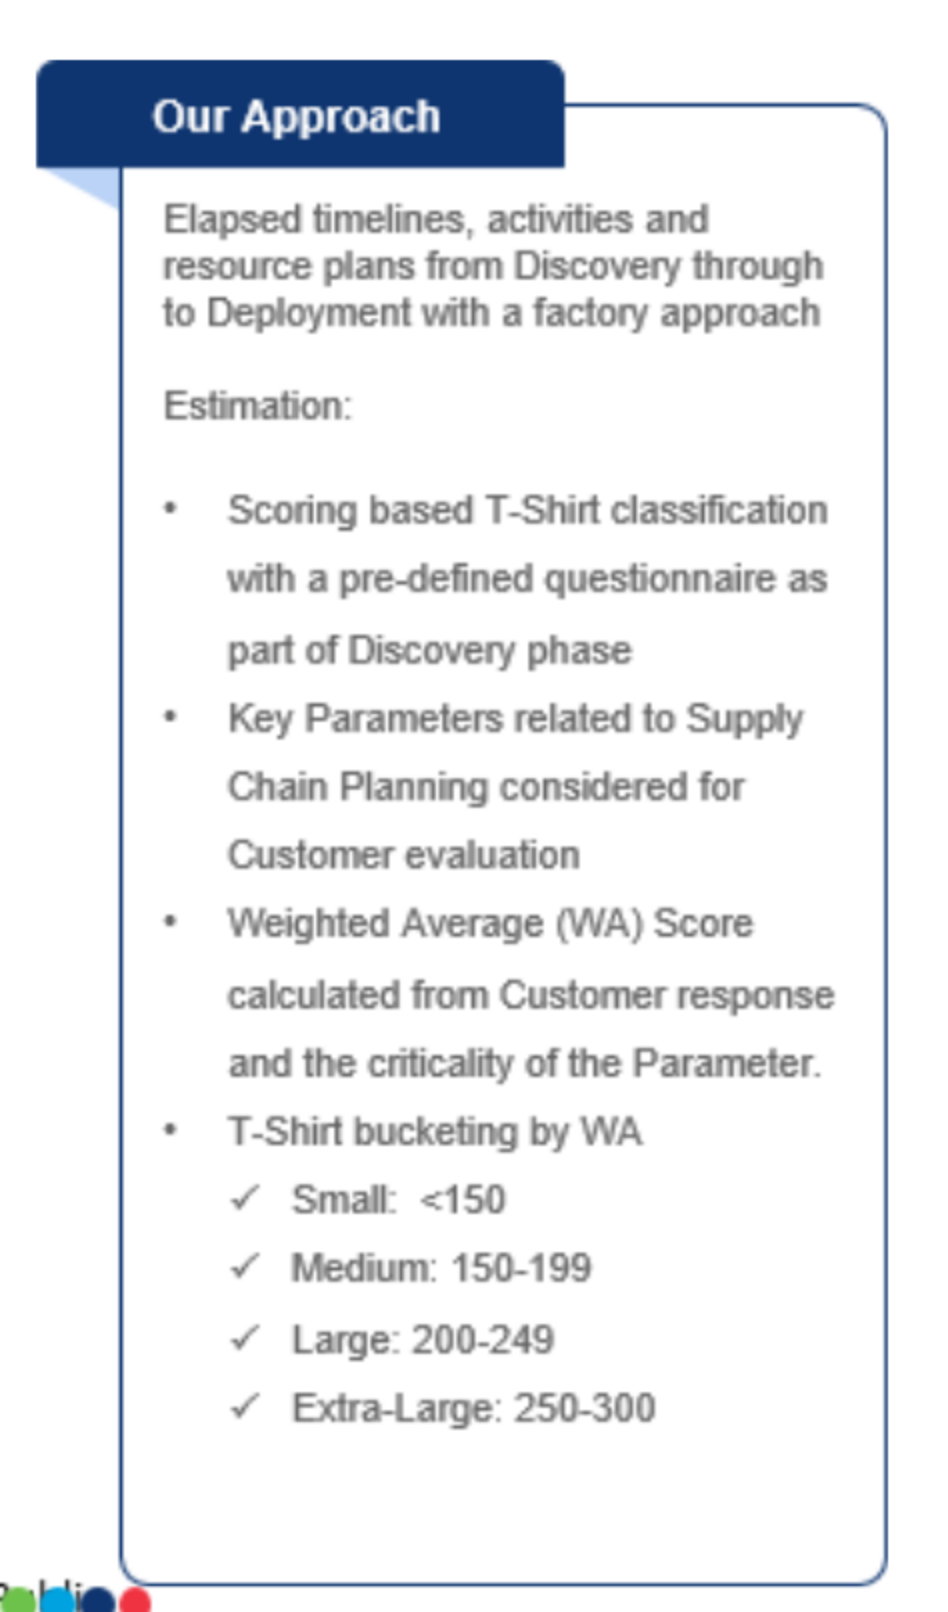 Our Approach
Elapsed timelines, activities and
resource plans from Discovery through
to Deployment with a factory approach
Estimation:
• Scoring based T-Shirt classification
with a pre-defined questionnaire as
part of Discovery phase
• Key Parameters related to Supply
Chain Planning considered for
Customer evaluation
• Weighted Average (WA) Score
calculated from Customer response
and the criticality of the Parameter.
• T-Shirt bucketing by WA
✓ Small:  <150
✓ Medium: 150-199
✓ Large: 200-249
✓ Extra-Large: 250-300